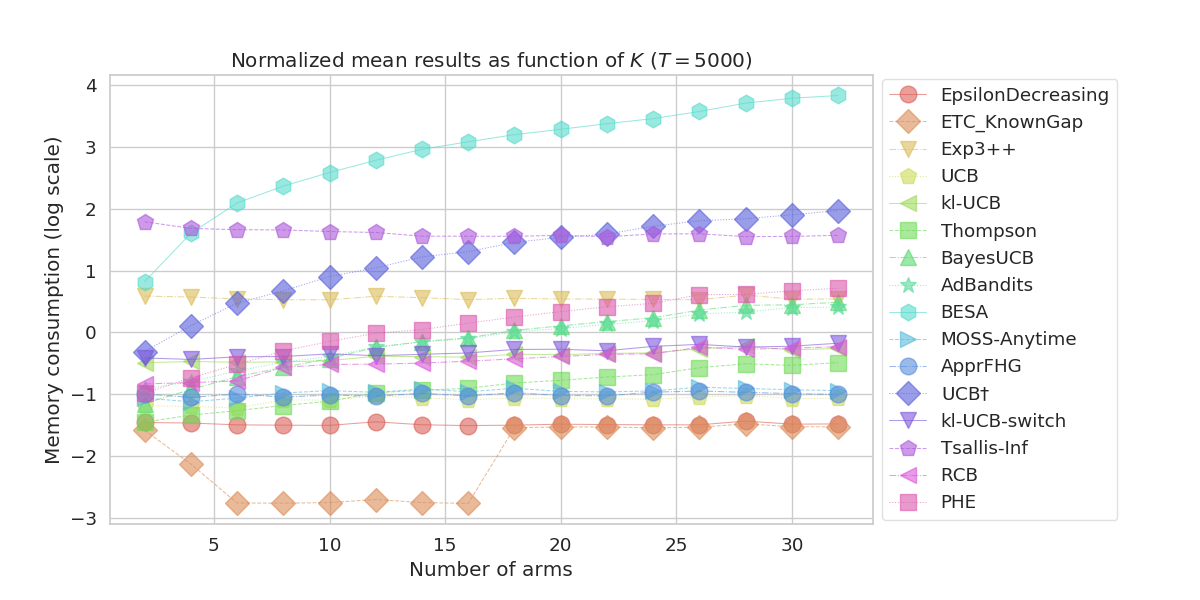 Normalized mean results as function of K (T = 5000)
Memory consumption (log scale)
4
3
2
1
0
−1
−2
−3
5
10
15
20
25
30
Number of arms
EpsilonDecreasing
ETC_KnownGap
Exp3++
UCB
kl-UCB
Thompson
BayesUCB
AdBandits
BESA
MOSS-Anytime
ApprFHG
UCB†
kl-UCB-switch
Tsallis-Inf
RCB
PHE